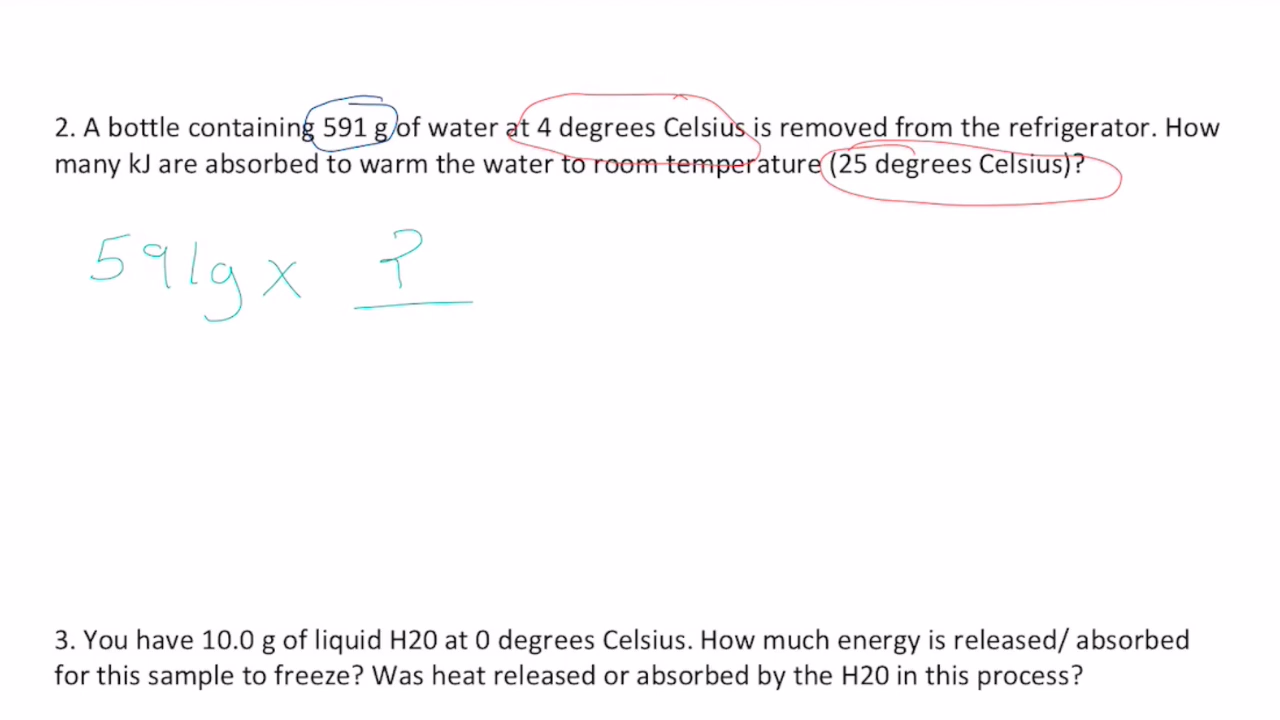 2. A bottle containing 591 g of water at 4 degrees Celsius is removed from the refrigerator. How
many kJ are absorbed to warm the water to room temperature (25 degrees Celsius)?
591g x ?
3. You have 10.0 g of liquid H20 at 0 degrees Celsius. How much energy is released/ absorbed
for this sample to freeze? Was heat released or absorbed by the H20 in this process?